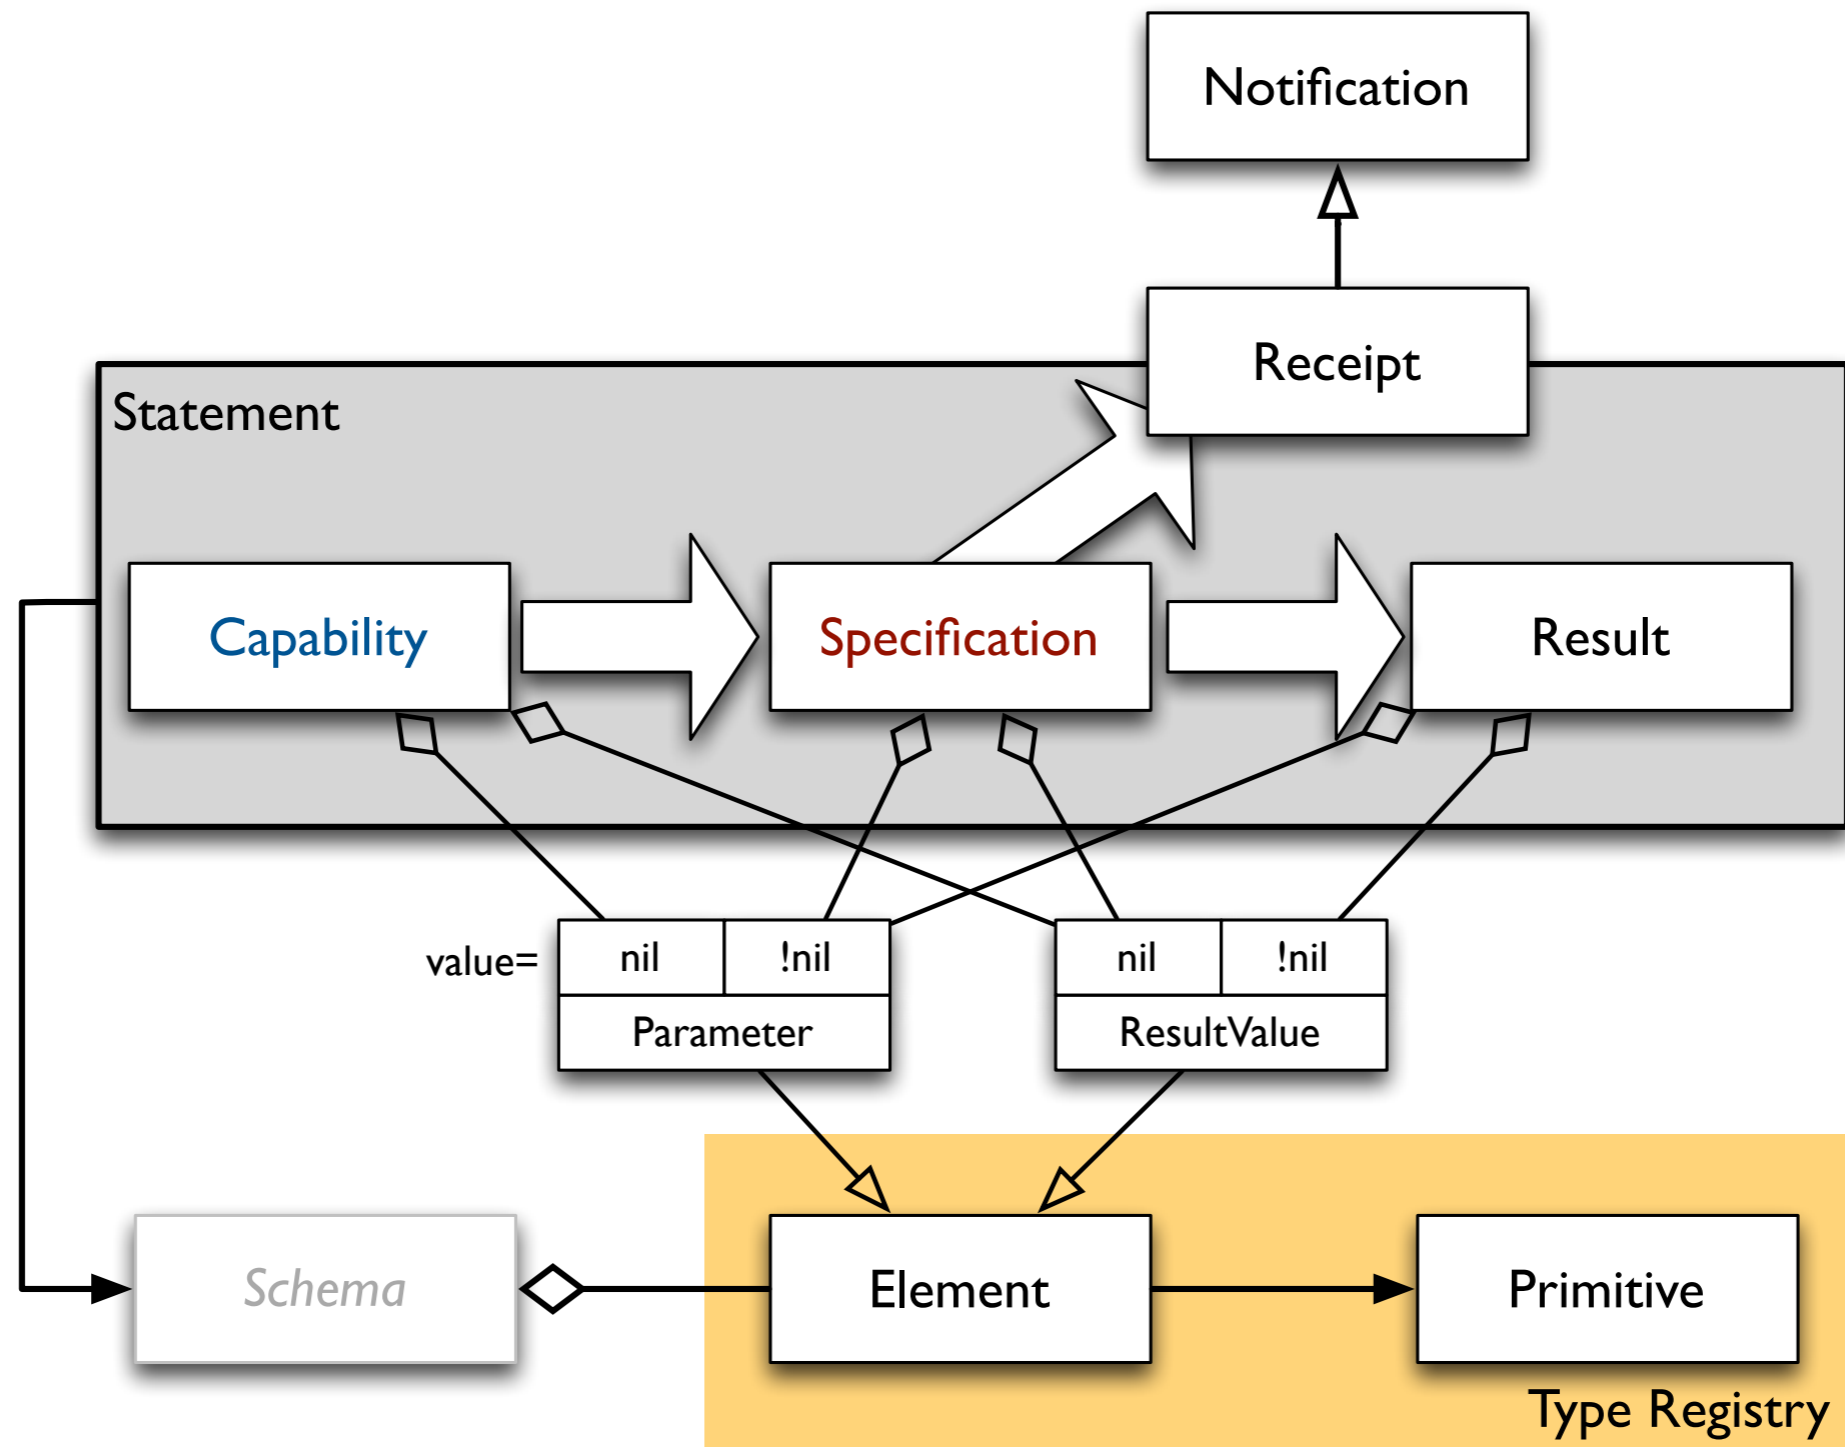 Notification
Receipt
Statement
Capability
Specification
Result
value=
nil
!nil
nil
!nil
Parameter
ResultValue
Schema
Element
Primitive
Type Registry